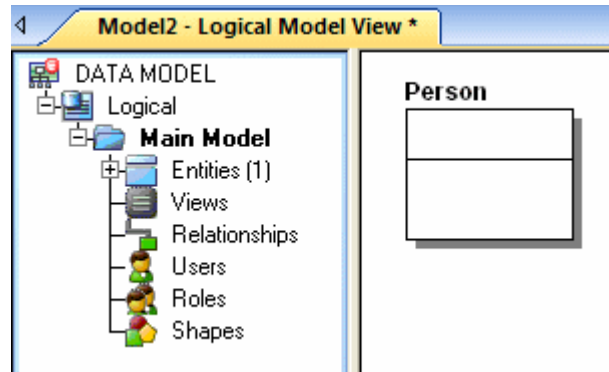 Model2 - Logical Model View *
DATA MODEL
Logical
Main Model
Entities (1)
Views
Relationships
Users
Roles
Shapes
Person